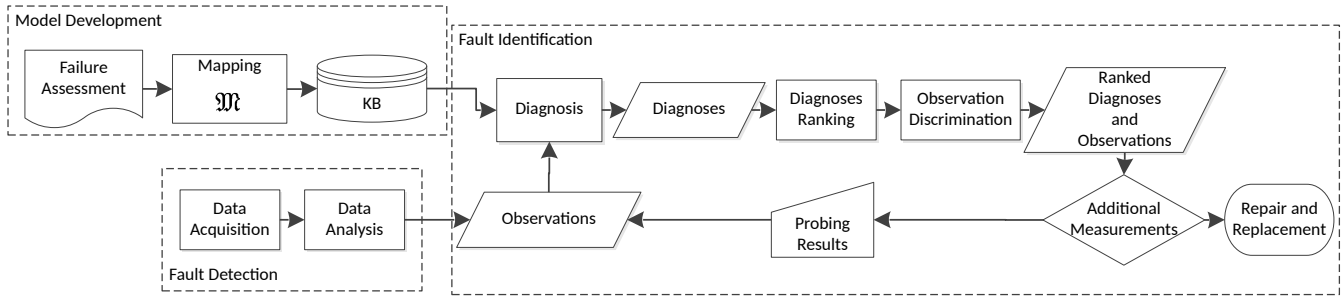 Model Development
Failure
Assessment
Mapping
𝔐
KB
Fault Identification
Diagnosis
Diagnoses
Diagnoses
Ranking
Observation
Discrimination
Ranked
Diagnoses
and
Observations
Data
Acquisition
Data
Analysis
Fault Detection
Observations
Probing
Results
Additional
Measurements
Repair and
Replacement